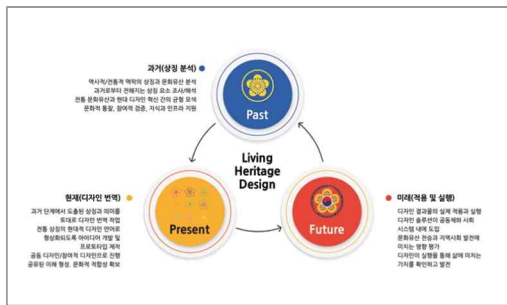 과거(상징 분석)
역사적/전통적 맥락의 상징과 문화유산 분석
과거로부터 전해지는 상징 요소 조사/해석
전통 문화유산과 현대 디자인 혁신 간의 균형 모색
문화적 통찰, 참여적 검증, 지식과 인프라 지원
Past
Living
Heritage
Design
현재(디자인 번역)
과거 단계에서 도출된 상징과 의미를
토대로 디자인 번역 작업
전통 상징이 현대적 디자인 언어로
형상화되도록 아이디어 개발 및
프로토타입 제작
공동 디자인/참여적 디자인으로 진행
공유된 이해 형성, 문화적 적합성 확보
Present
Future
미래(적용 및 실행)
디자인 결과물의 실제 적용과 실행
디자인 솔루션이 공동체와 사회
시스템 내에 도입
문화유산 전승과 지역사회 발전에
미치는 영향 평가
디자인이 실행을 통해 삶에 미치는
가치를 확인하고 발전